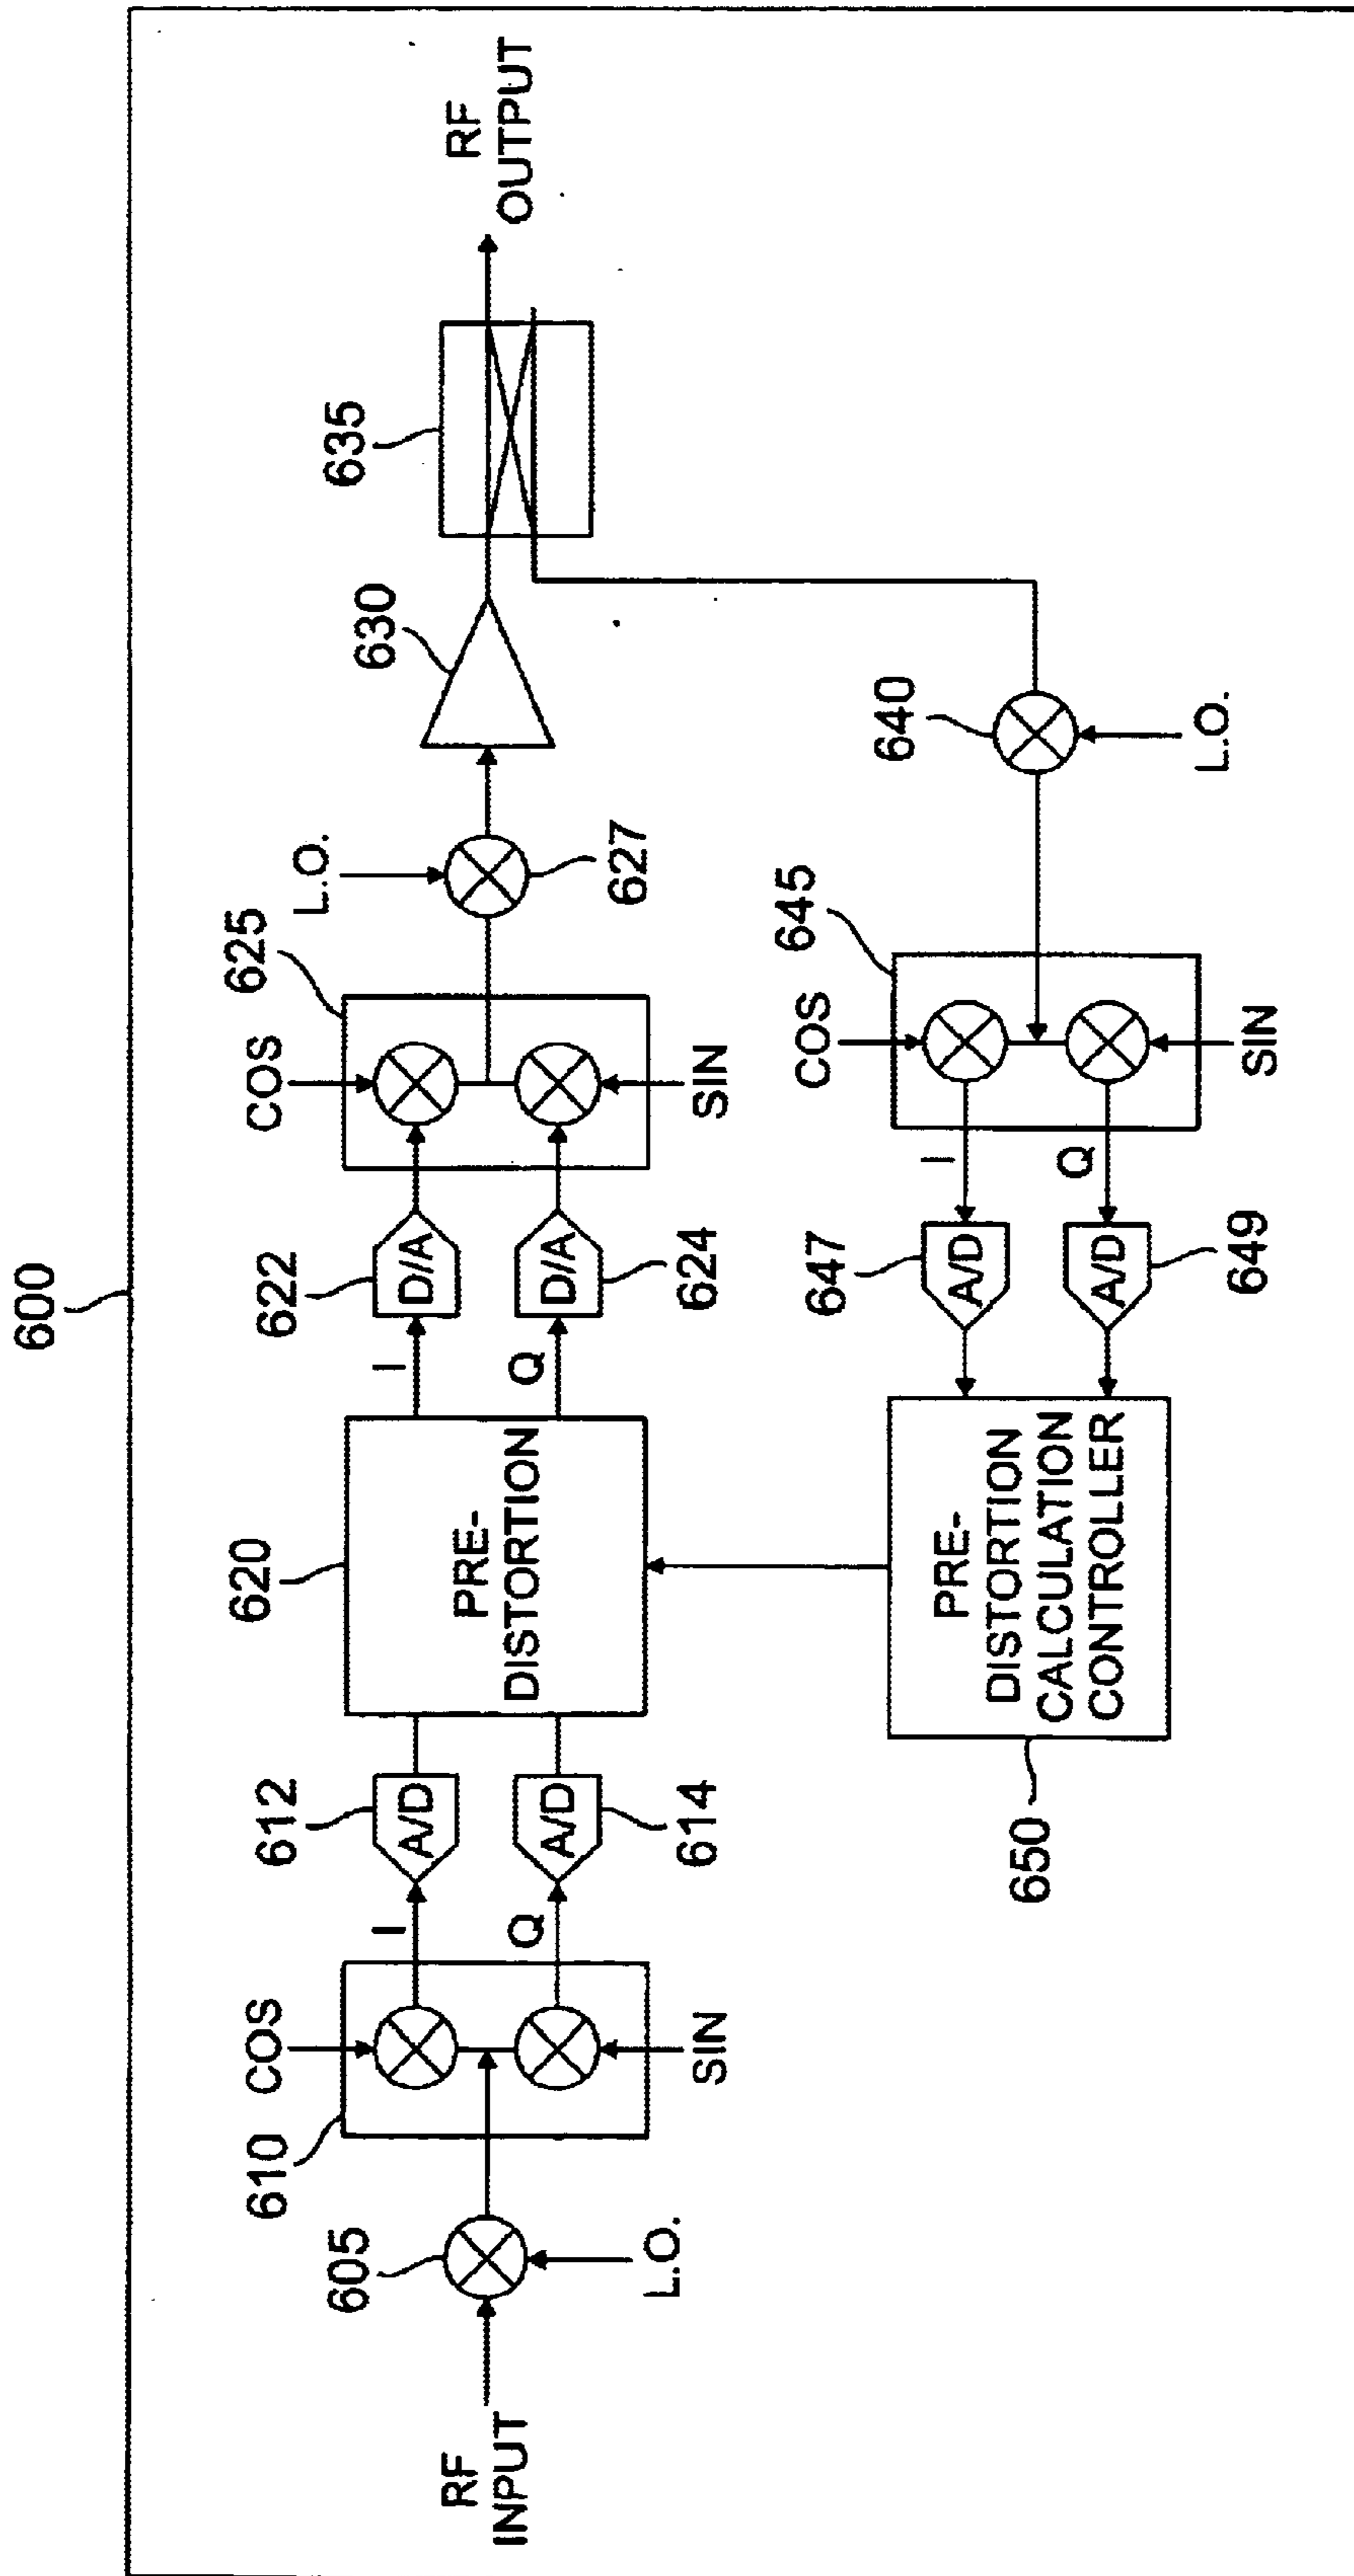 600
RF
INPUT
605
L.O.
610
COS
SIN
I
Q
612
A/D
A/D
614
620
PRE-
DISTORTION
I
Q
622
D/A
D/A
624
625
COS
SIN
L.O.
627
630
635
RF
OUTPUT
640
L.O.
645
COS
SIN
I
Q
647
A/D
A/D
649
PRE-
DISTORTION
CALCULATION
CONTROLLER
650